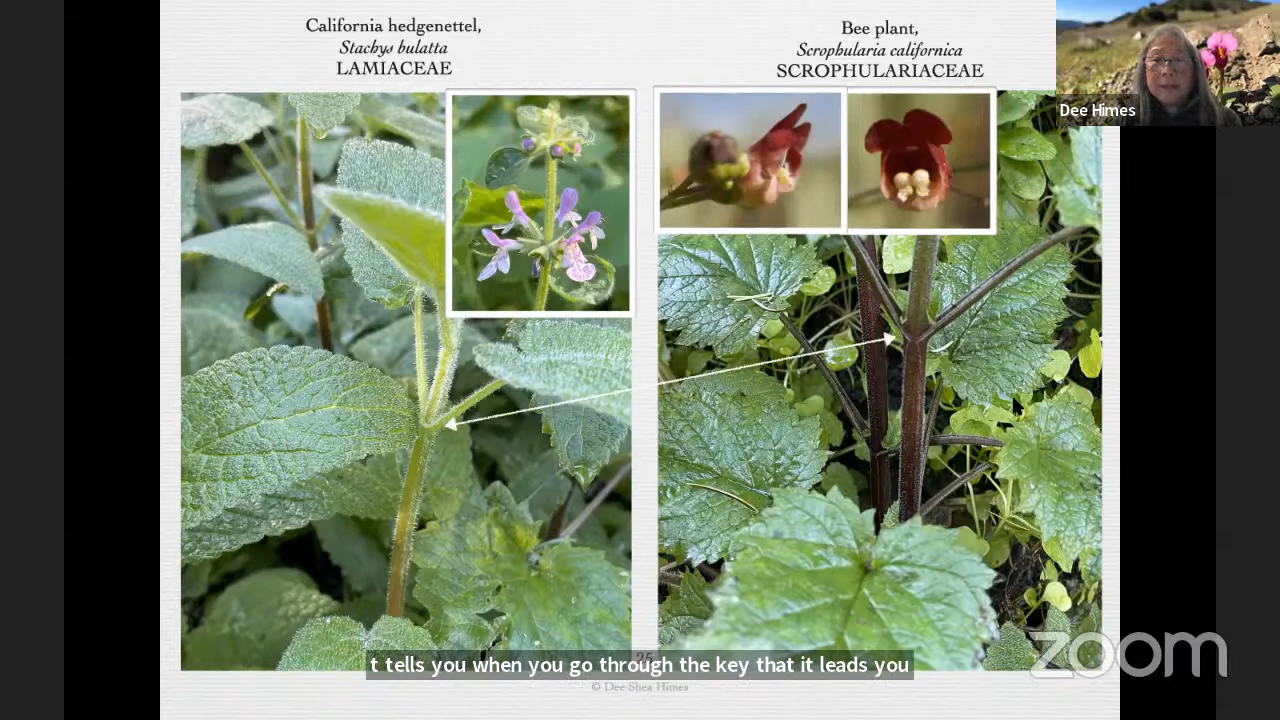 California hedgenettel,
Stachys bulatta
LAMIACEAE
Bee plant,
Scrophularia californica
SCROPHULARIACEAE
Dee Himes
25
t tells you when you go through the key that it leads you
© Dee Shea Himes
zoom